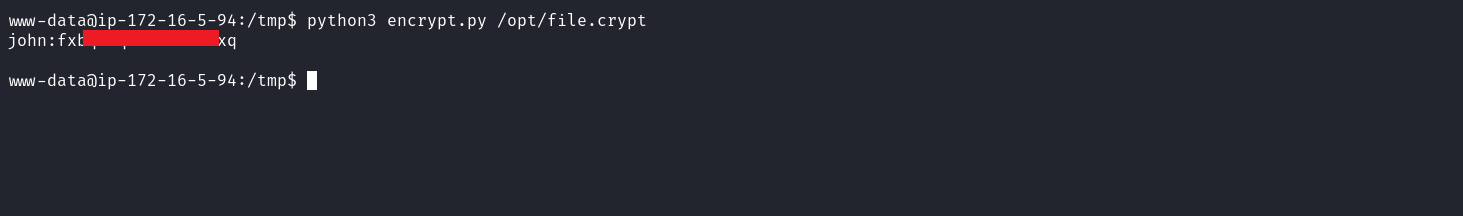 www-data@ip-172-16-5-94:/tmp$ python3 encrypt.py /opt/file.crypt
john:fxb xq
www-data@ip-172-16-5-94:/tmp$